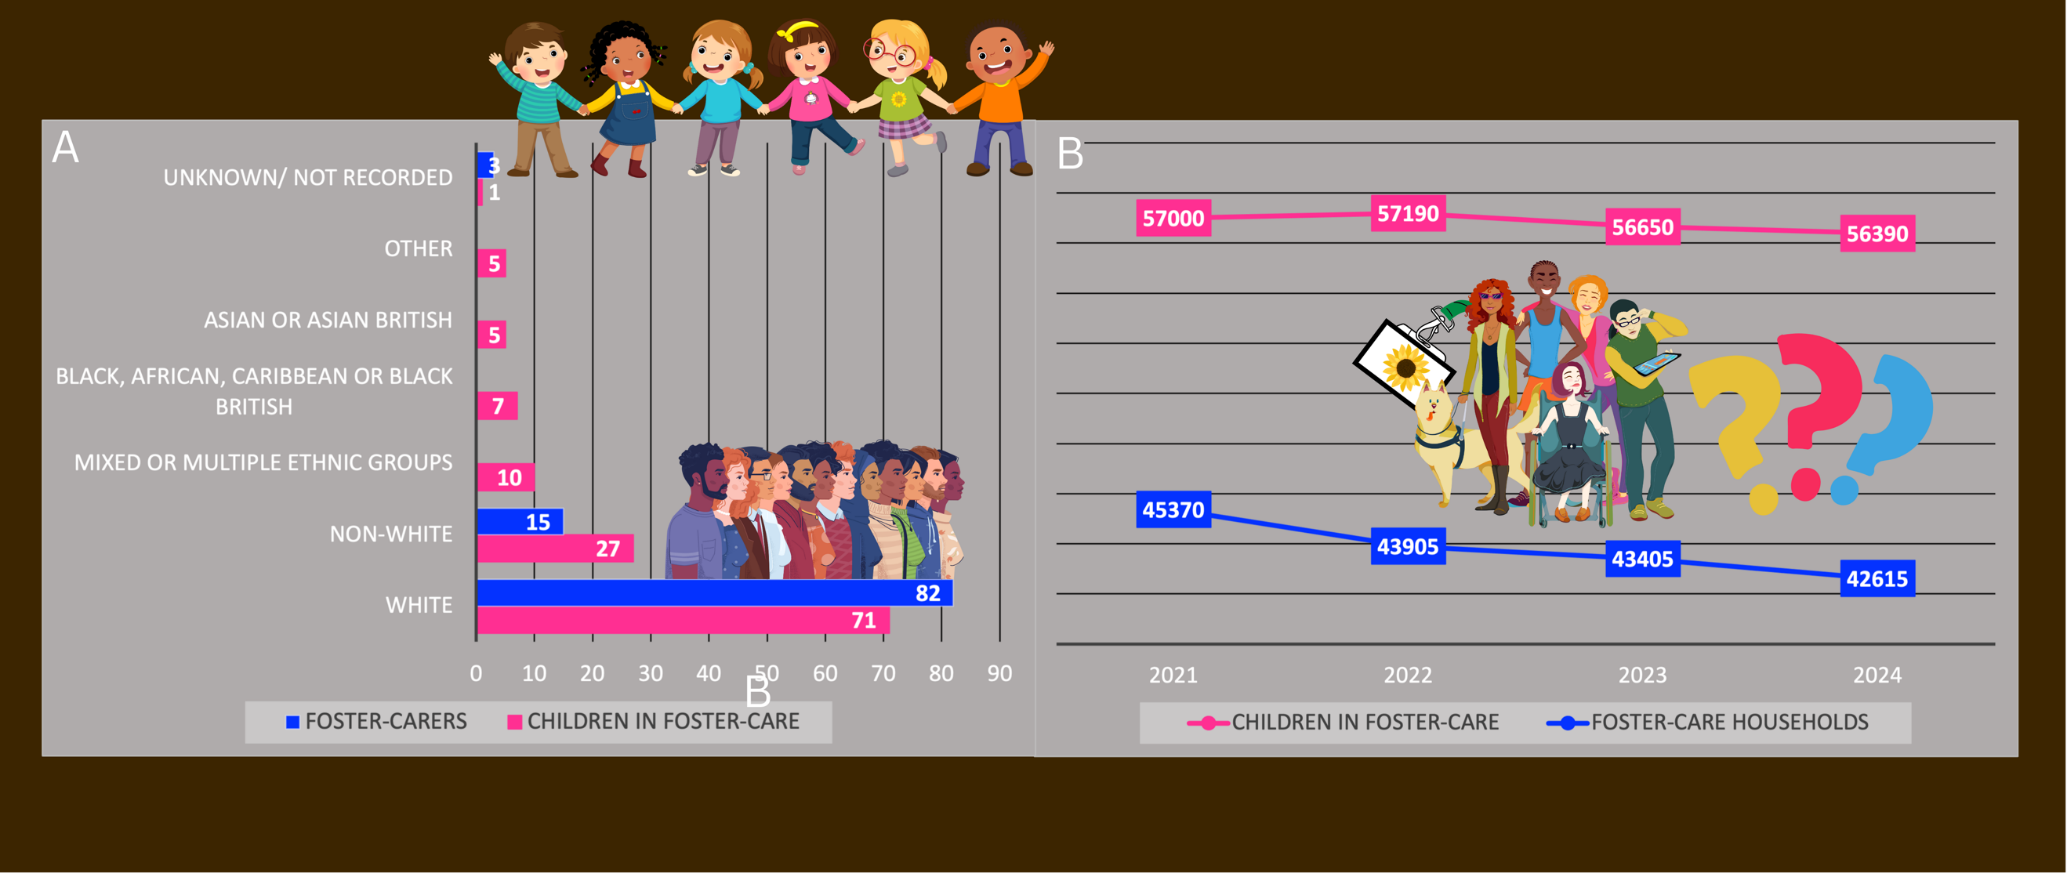 A
UNKNOWN/ NOT RECORDED
3
1
OTHER
5
ASIAN OR ASIAN BRITISH
5
BLACK, AFRICAN, CARIBBEAN OR BLACK
BRITISH
7
MIXED OR MULTIPLE ETHNIC GROUPS
10
NON-WHITE
15
27
WHITE
82
71
0 10 20 30 40 50 60 70 80 90
B
FOSTER-CARERS CHILDREN IN FOSTER-CARE
B
57000 57190 56650 56390
???
45370 43905 43405 42615
2021 2022 2023 2024
CHILDREN IN FOSTER-CARE FOSTER-CARE HOUSEHOLDS